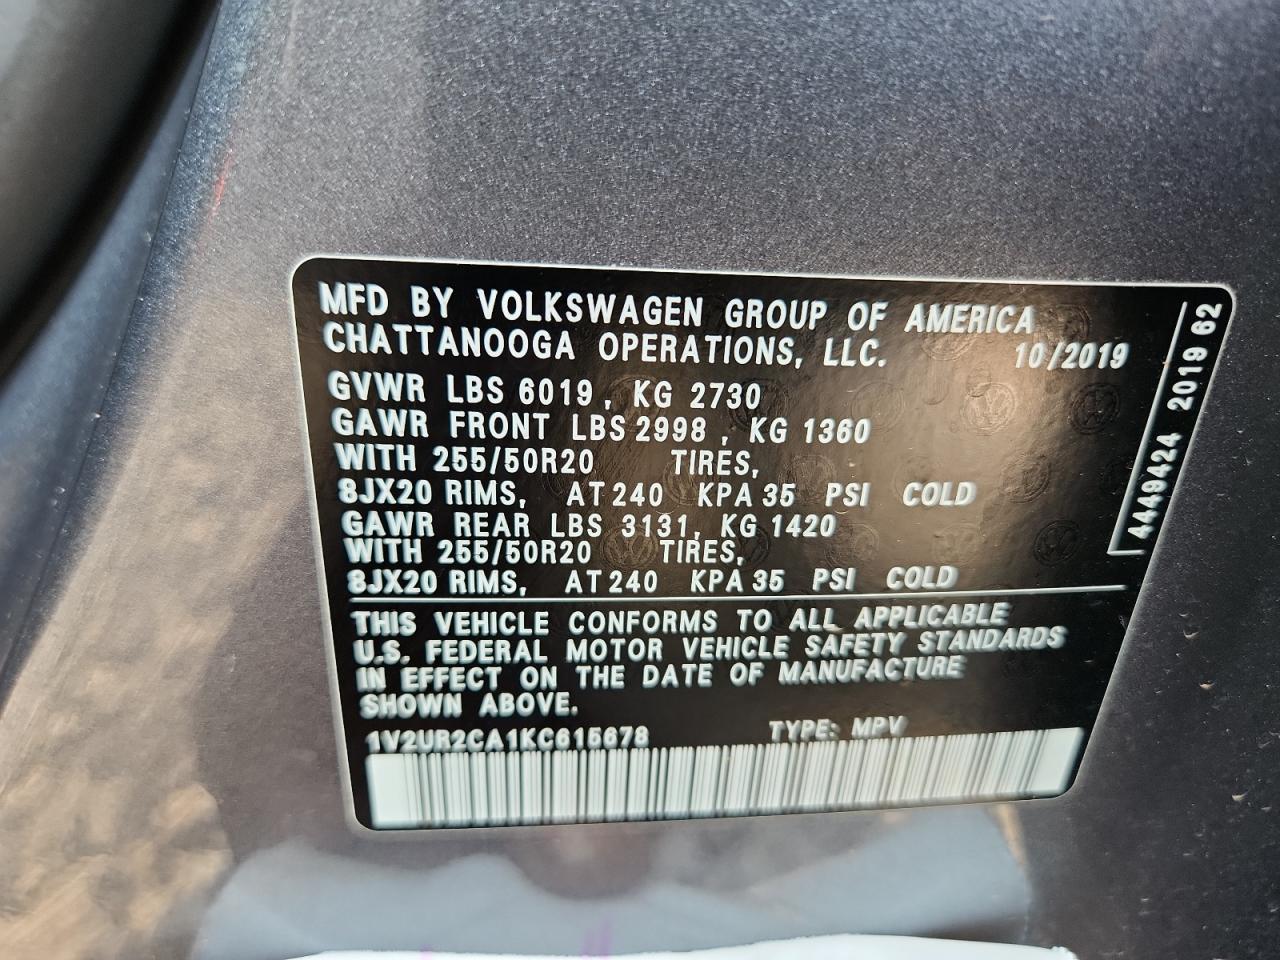 MFD BY VOLKSWAGEN GROUP OF AMERICA
CHATTANOOGA OPERATIONS, LLC. 10/2019
GVWR LBS 6019, KG 2730
GAWR FRONT LBS 2998, KG 1360
WITH 255/50R20 TIRES,
8JX20 RIMS, AT 240 KPA 35 PSI COLD
GAWR REAR LBS 3131, KG 1420
WITH 255/50R20 TIRES,
8JX20 RIMS, AT 240 KPA 35 PSI COLD
THIS VEHICLE CONFORMS TO ALL APPLICABLE
U.S. FEDERAL MOTOR VEHICLE SAFETY STANDARDS
IN EFFECT ON THE DATE OF MANUFACTURE
SHOWN ABOVE.
1V2UR2CA1KC615678 TYPE: MPV
4449424 2019 62